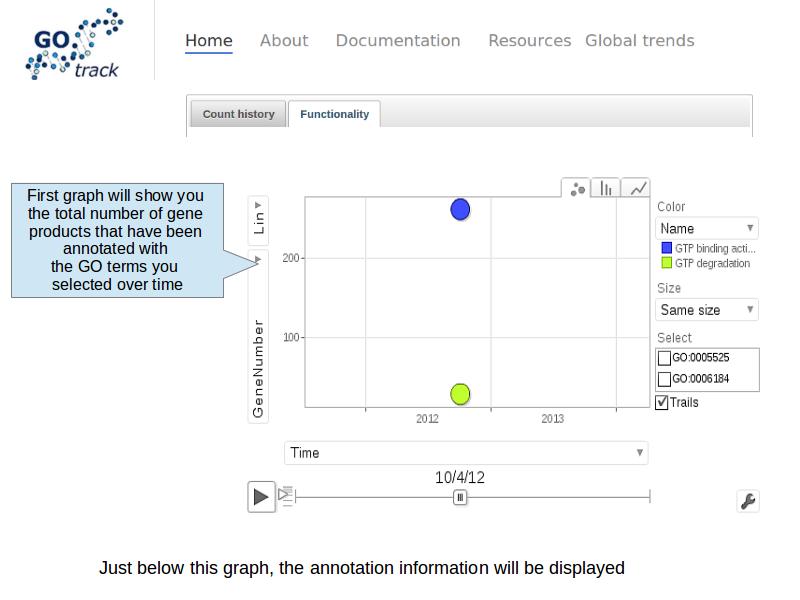 GO
track
Home About Documentation Resources Global trends
Count history Functionality
First graph will show you
the total number of gene
products that have been
annotated with
the GO terms you
selected over time
Lin
GeneNumber
200
100
2012 2013
Color
Name
GTP binding acti...
GTP degradation
Size
Same size
Select
GO:0005525
GO:0006184
Trails
Time
10/4/12
Just below this graph, the annotation information will be displayed